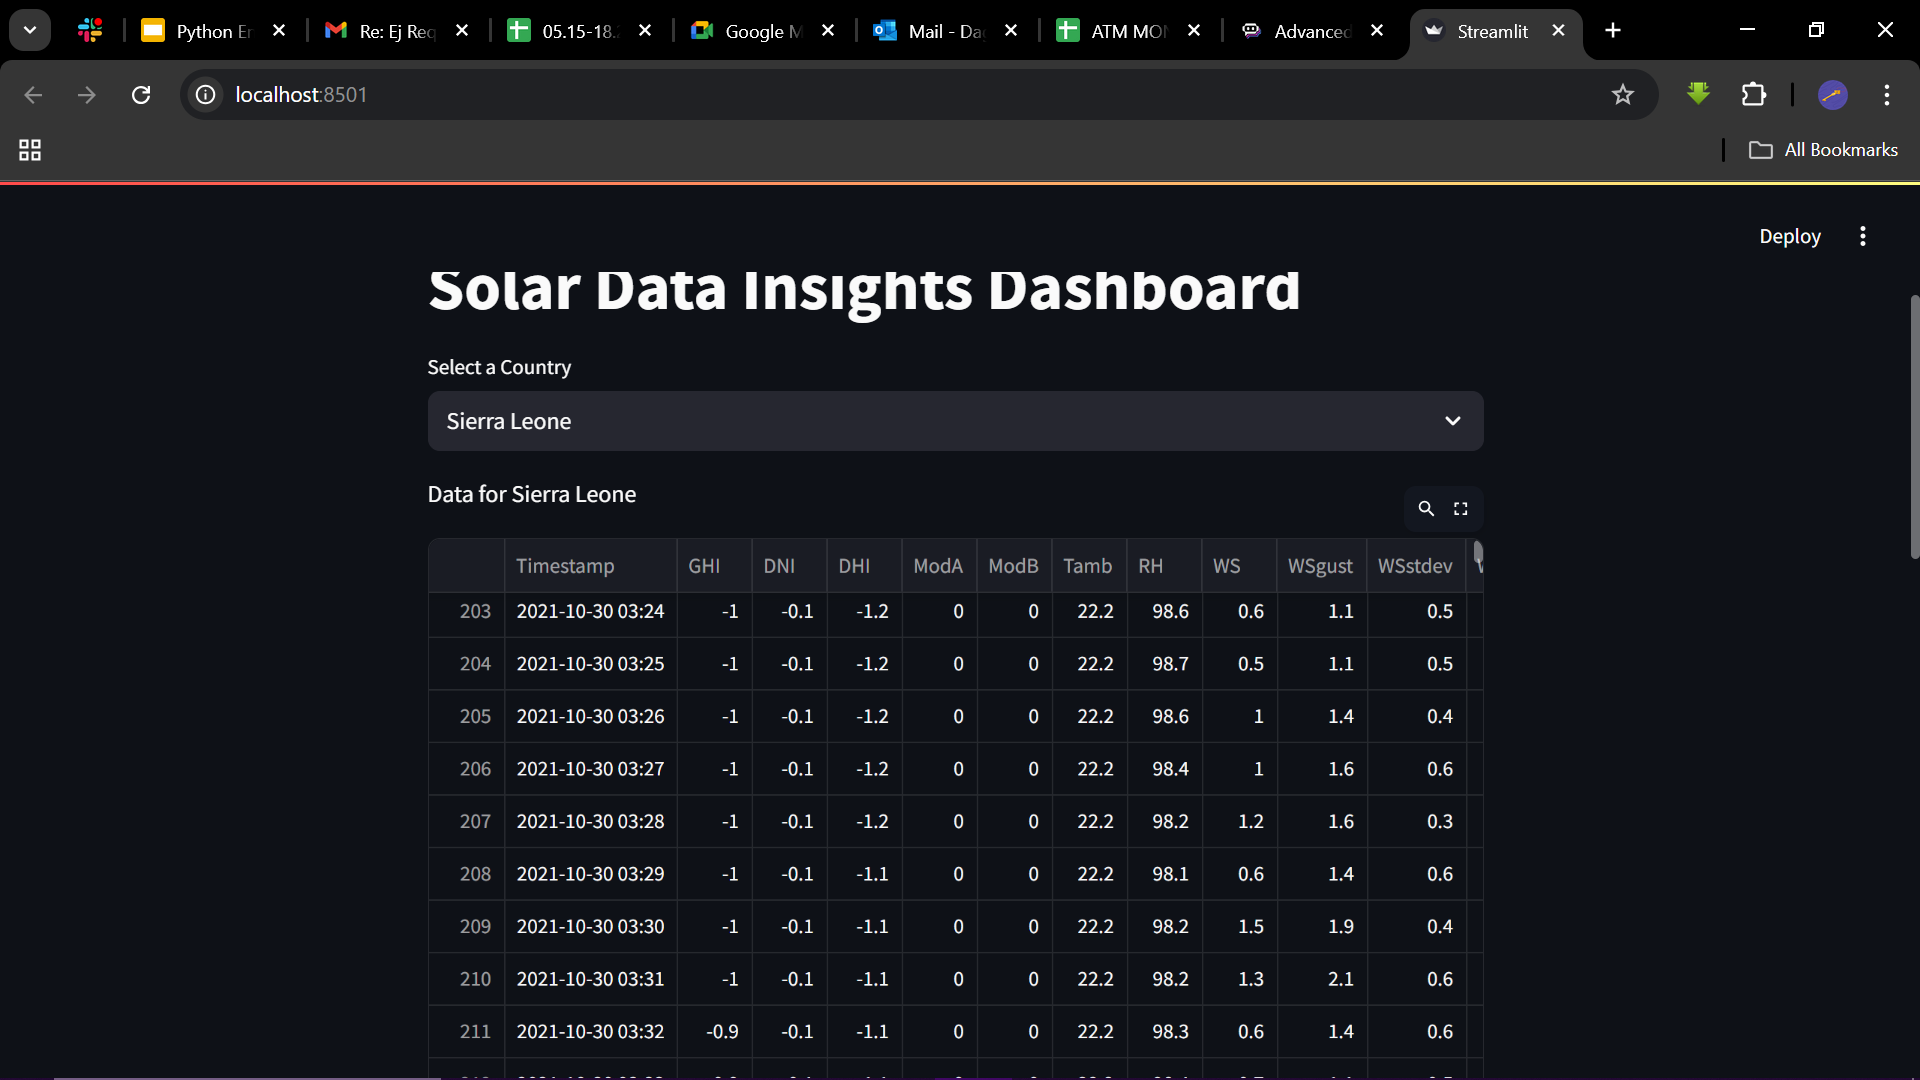 Python Er Re: Ej Req 05.15-18. Google M Mail - Da ATM MO Advanced Streamlit
localhost:8501
All Bookmarks
Deploy
Solar Data Insights Dashboard
Select a Country
Sierra Leone
Data for Sierra Leone
Timestamp GHI DNI DHI ModA ModB Tamb RH WS WSgust WSstdev
203 2021-10-30 03:24 -1 -0.1 -1.2 0 0 22.2 98.6 0.6 1.1 0.5
204 2021-10-30 03:25 -1 -0.1 -1.2 0 0 22.2 98.7 0.5 1.1 0.5
205 2021-10-30 03:26 -1 -0.1 -1.2 0 0 22.2 98.6 1 1.4 0.4
206 2021-10-30 03:27 -1 -0.1 -1.2 0 0 22.2 98.4 1 1.6 0.6
207 2021-10-30 03:28 -1 -0.1 -1.2 0 0 22.2 98.2 1.2 1.6 0.3
208 2021-10-30 03:29 -1 -0.1 -1.1 0 0 22.2 98.1 0.6 1.4 0.6
209 2021-10-30 03:30 -1 -0.1 -1.1 0 0 22.2 98.2 1.5 1.9 0.4
210 2021-10-30 03:31 -1 -0.1 -1.1 0 0 22.2 98.2 1.3 2.1 0.6
211 2021-10-30 03:32 -0.9 -0.1 -1.1 0 0 22.2 98.3 0.6 1.4 0.6